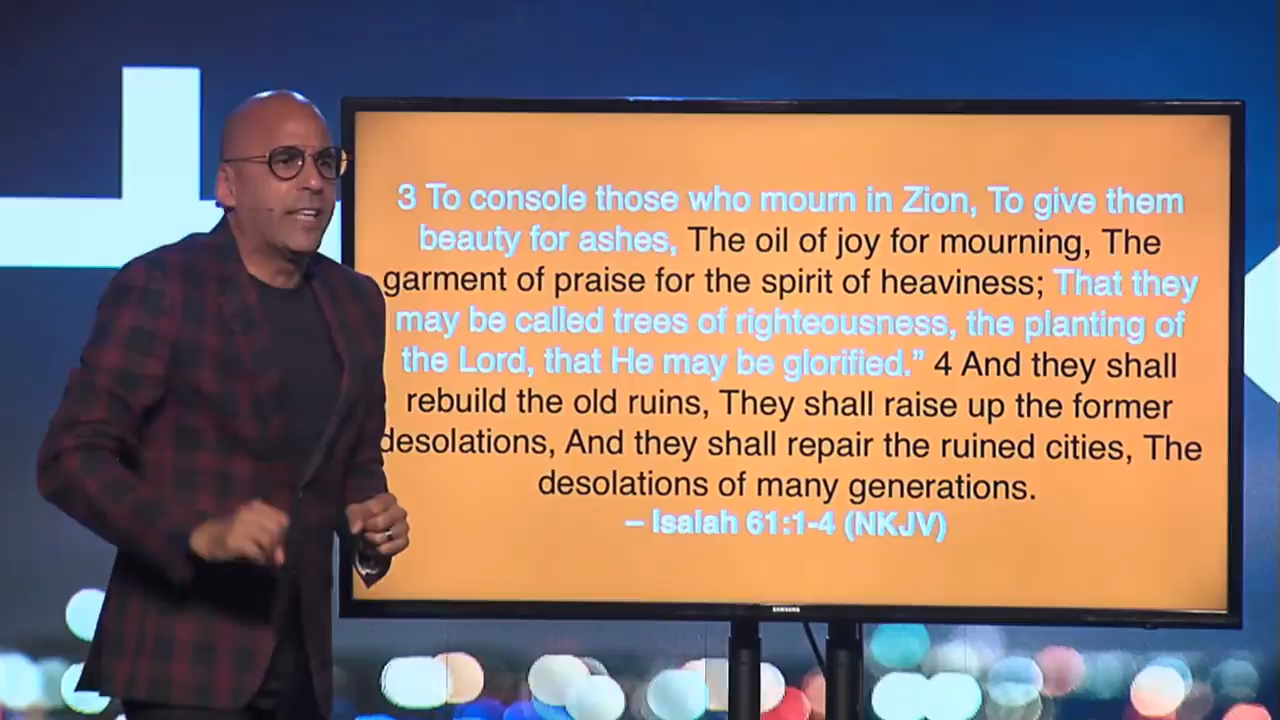 3 To console those who mourn in Zion, To give them
beauty for ashes, The oil of joy for mourning, The
garment of praise for the spirit of heaviness; That they
may be called trees of righteousness, the planting of
the Lord, that He may be glorified.” 4 And they shall
rebuild the old ruins, They shall raise up the former
desolations, And they shall repair the ruined cities, The
desolations of many generations.
– Isaiah 61:1-4 (NKJV)
SAMSUNG